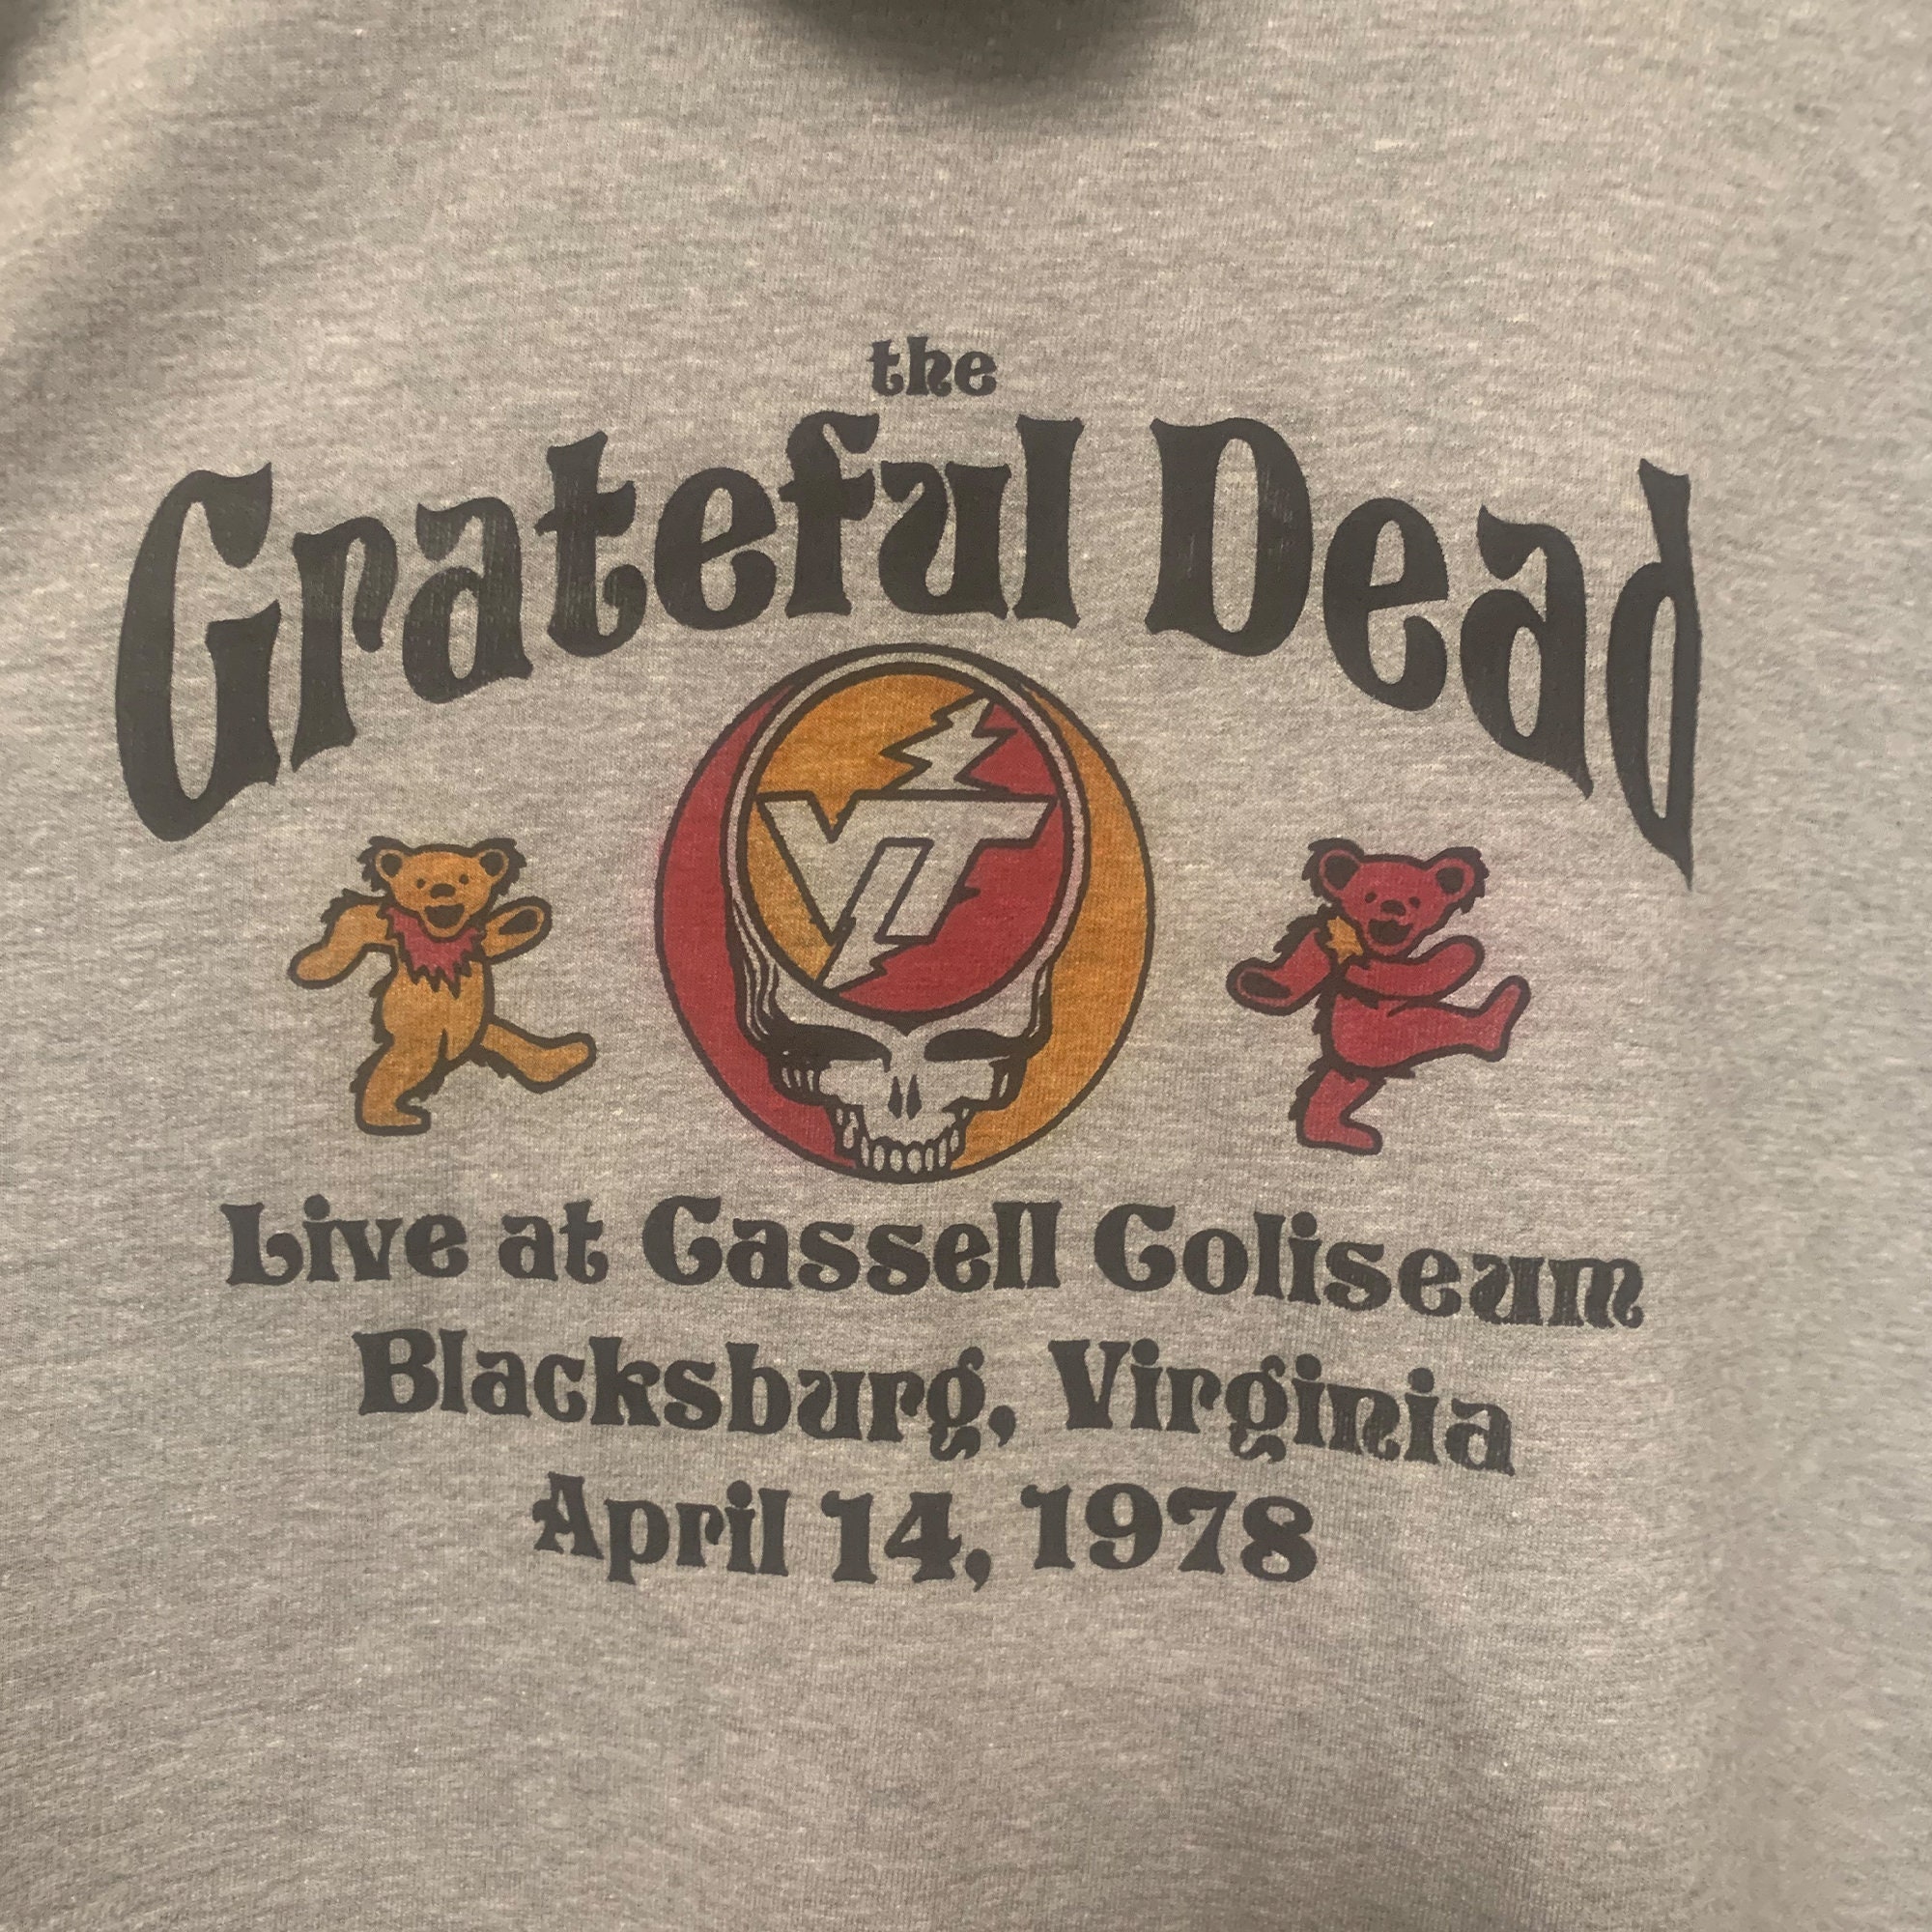 the
Grateful Dead
VT
Live at Cassell Coliseum
Blacksburg, Virginia
April 14, 1978